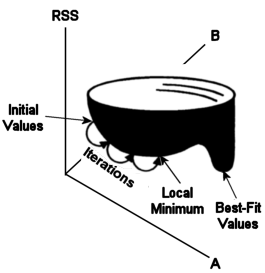 RSS
B
Initial
Values
Iterations
Local
Minimum
Best-Fit
Values
A